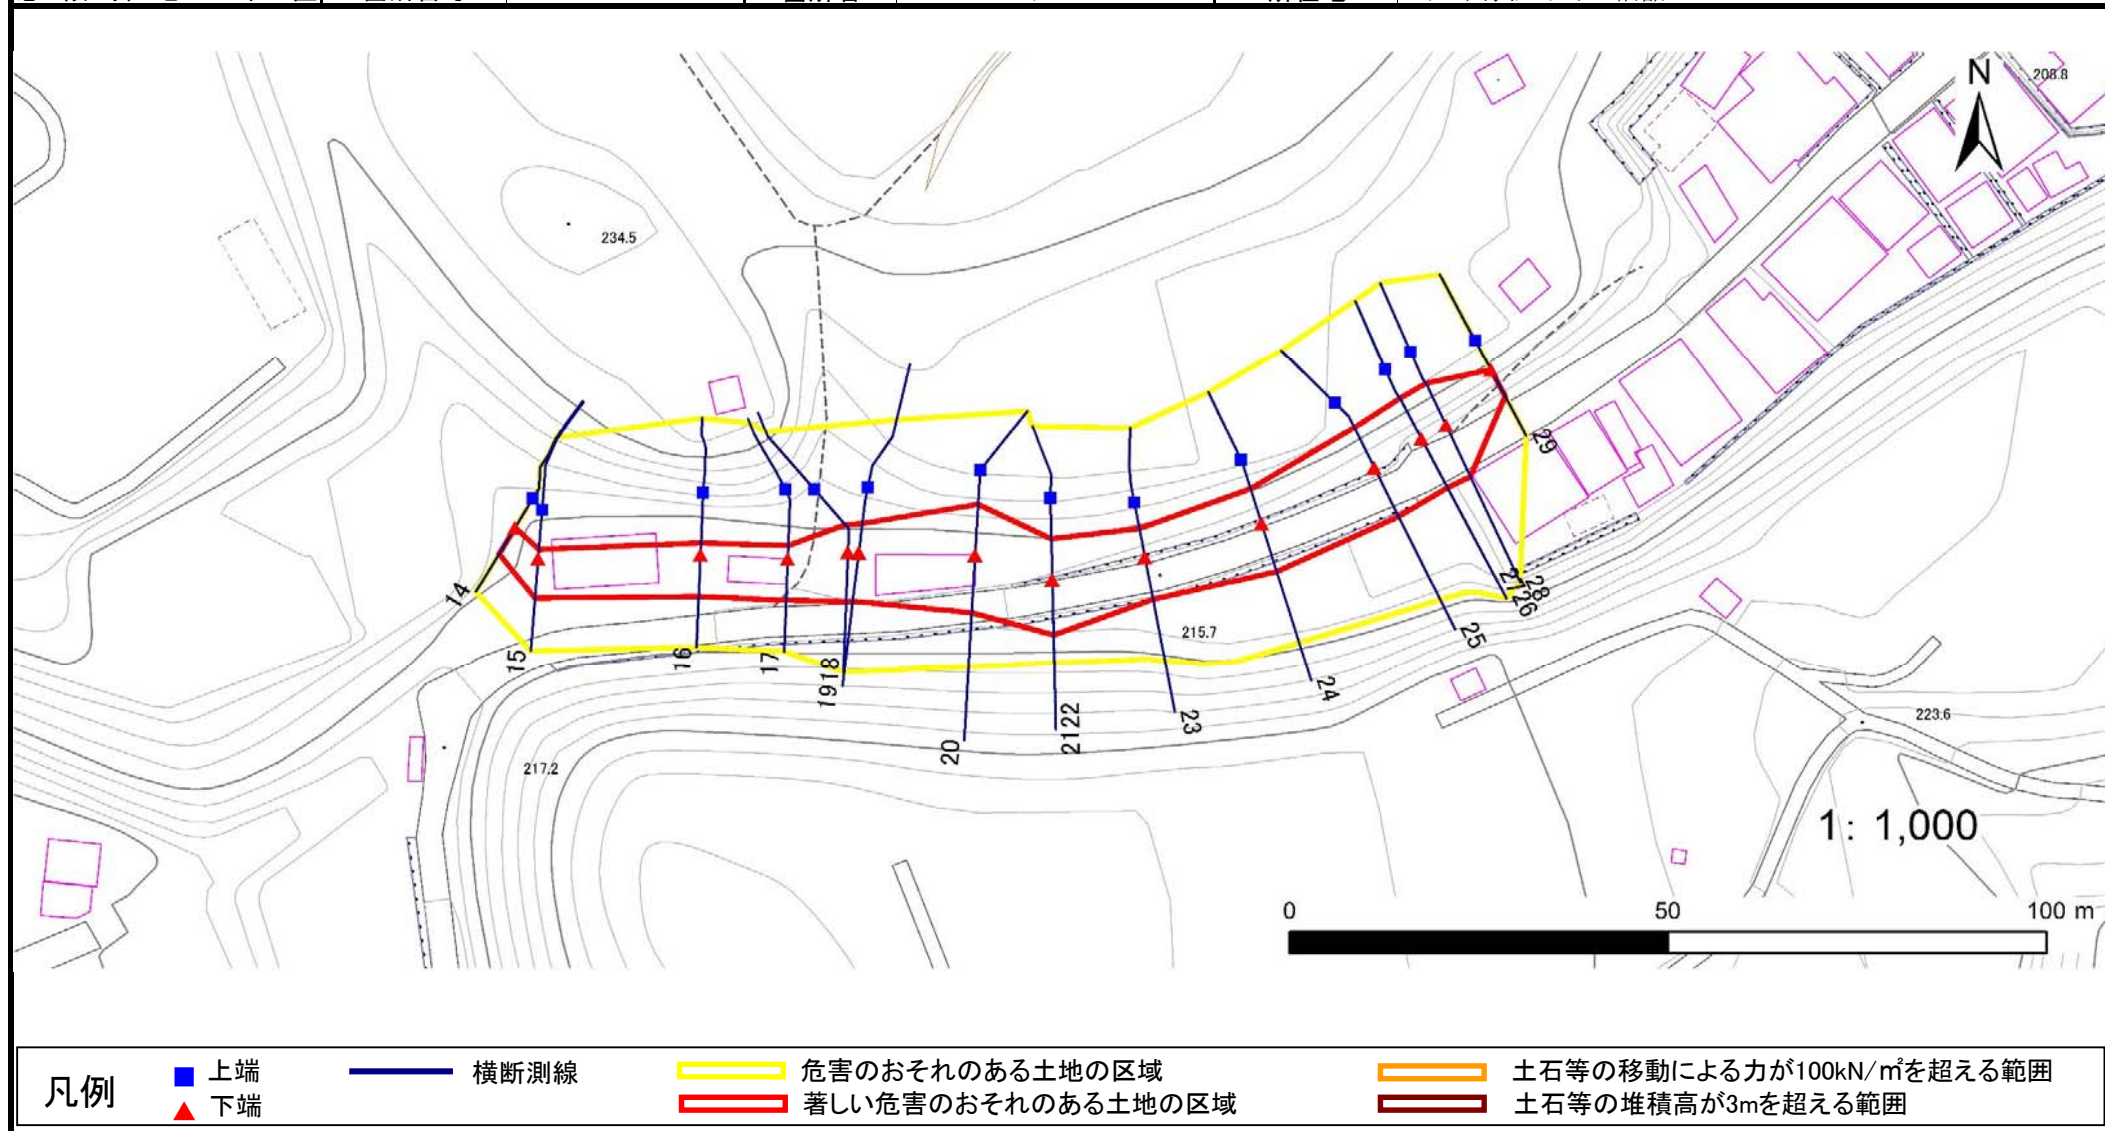 N
208.8
234.5
29
28
27
26
14
15
16
17
1918
215.7
25
24
23
2122
20
223.6
217.2
1: 1,000
0 50 100 m
凡例
上端
下端
横断測線
危害のおそれのある土地の区域
著しい危害のおそれのある土地の区域
土石等の移動による力が100kN/㎡を超える範囲
土石等の堆積高が3mを超える範囲